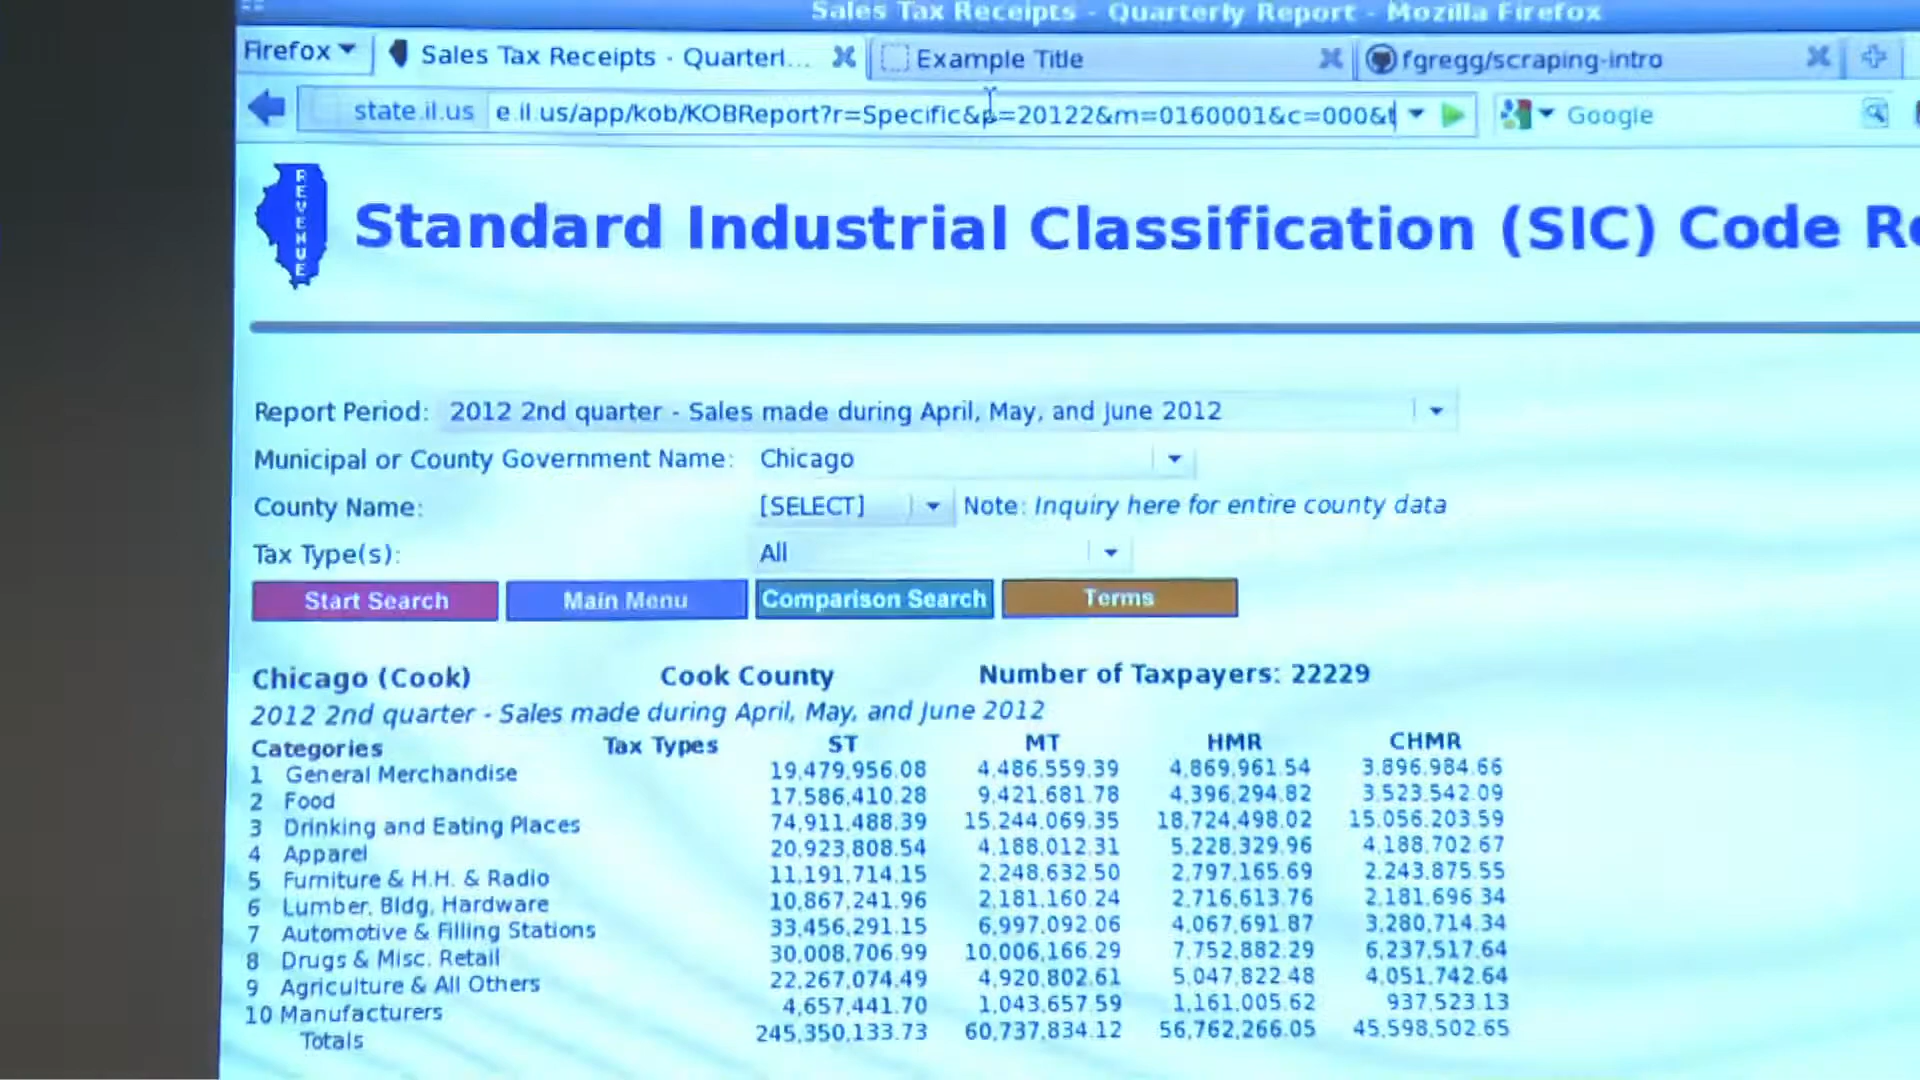 Sales Tax Receipts - Quarterly Report - Mozilla Firefox
Firefox
Sales Tax Receipts - Quarterl...
Example Title
fgregg/scraping-intro
state.il.us
e.il.us/app/kob/KOBReport?r=Specific&p=20122&m=0160001&c=000&t
Google
REVENUE
Standard Industrial Classification (SIC) Code Re
Report Period: 2012 2nd quarter - Sales made during April, May, and June 2012
Municipal or County Government Name: Chicago
County Name: [SELECT] Note: Inquiry here for entire county data
Tax Type(s): All
Start Search Main Menu Comparison Search Terms
Chicago (Cook) Cook County Number of Taxpayers: 22229
2012 2nd quarter - Sales made during April, May, and June 2012
Categories Tax Types ST MT HMR CHMR
1 General Merchandise 19,479,956.08 4,486,559.39 4,869,961.54 3,896,984.66
2 Food 17,586,410.28 9,421,681.78 4,396,294.82 3,523,542.09
3 Drinking and Eating Places 74,911,488.39 15,244,069.35 18,724,498.02 15,056,203.59
4 Apparel 20,923,808.54 4,188,012.31 5,228,329.96 4,188,702.67
5 Furniture & H.H. & Radio 11,191,714.15 2,248,632.50 2,797,165.69 2,243,875.55
6 Lumber, Bldg, Hardware 10,867,241.96 2,181,160.24 2,716,613.76 2,181,696.34
7 Automotive & Filling Stations 33,456,291.15 6,997,092.06 4,067,691.87 3,280,714.34
8 Drugs & Misc. Retail 30,008,706.99 10,006,166.29 7,752,882.29 6,237,517.64
9 Agriculture & All Others 22,267,074.49 4,920,802.61 5,047,822.48 4,051,742.64
10 Manufacturers 4,657,441.70 1,043,657.59 1,161,005.62 937,523.13
Totals 245,350,133.73 60,737,834.12 56,762,266.05 45,598,502.65